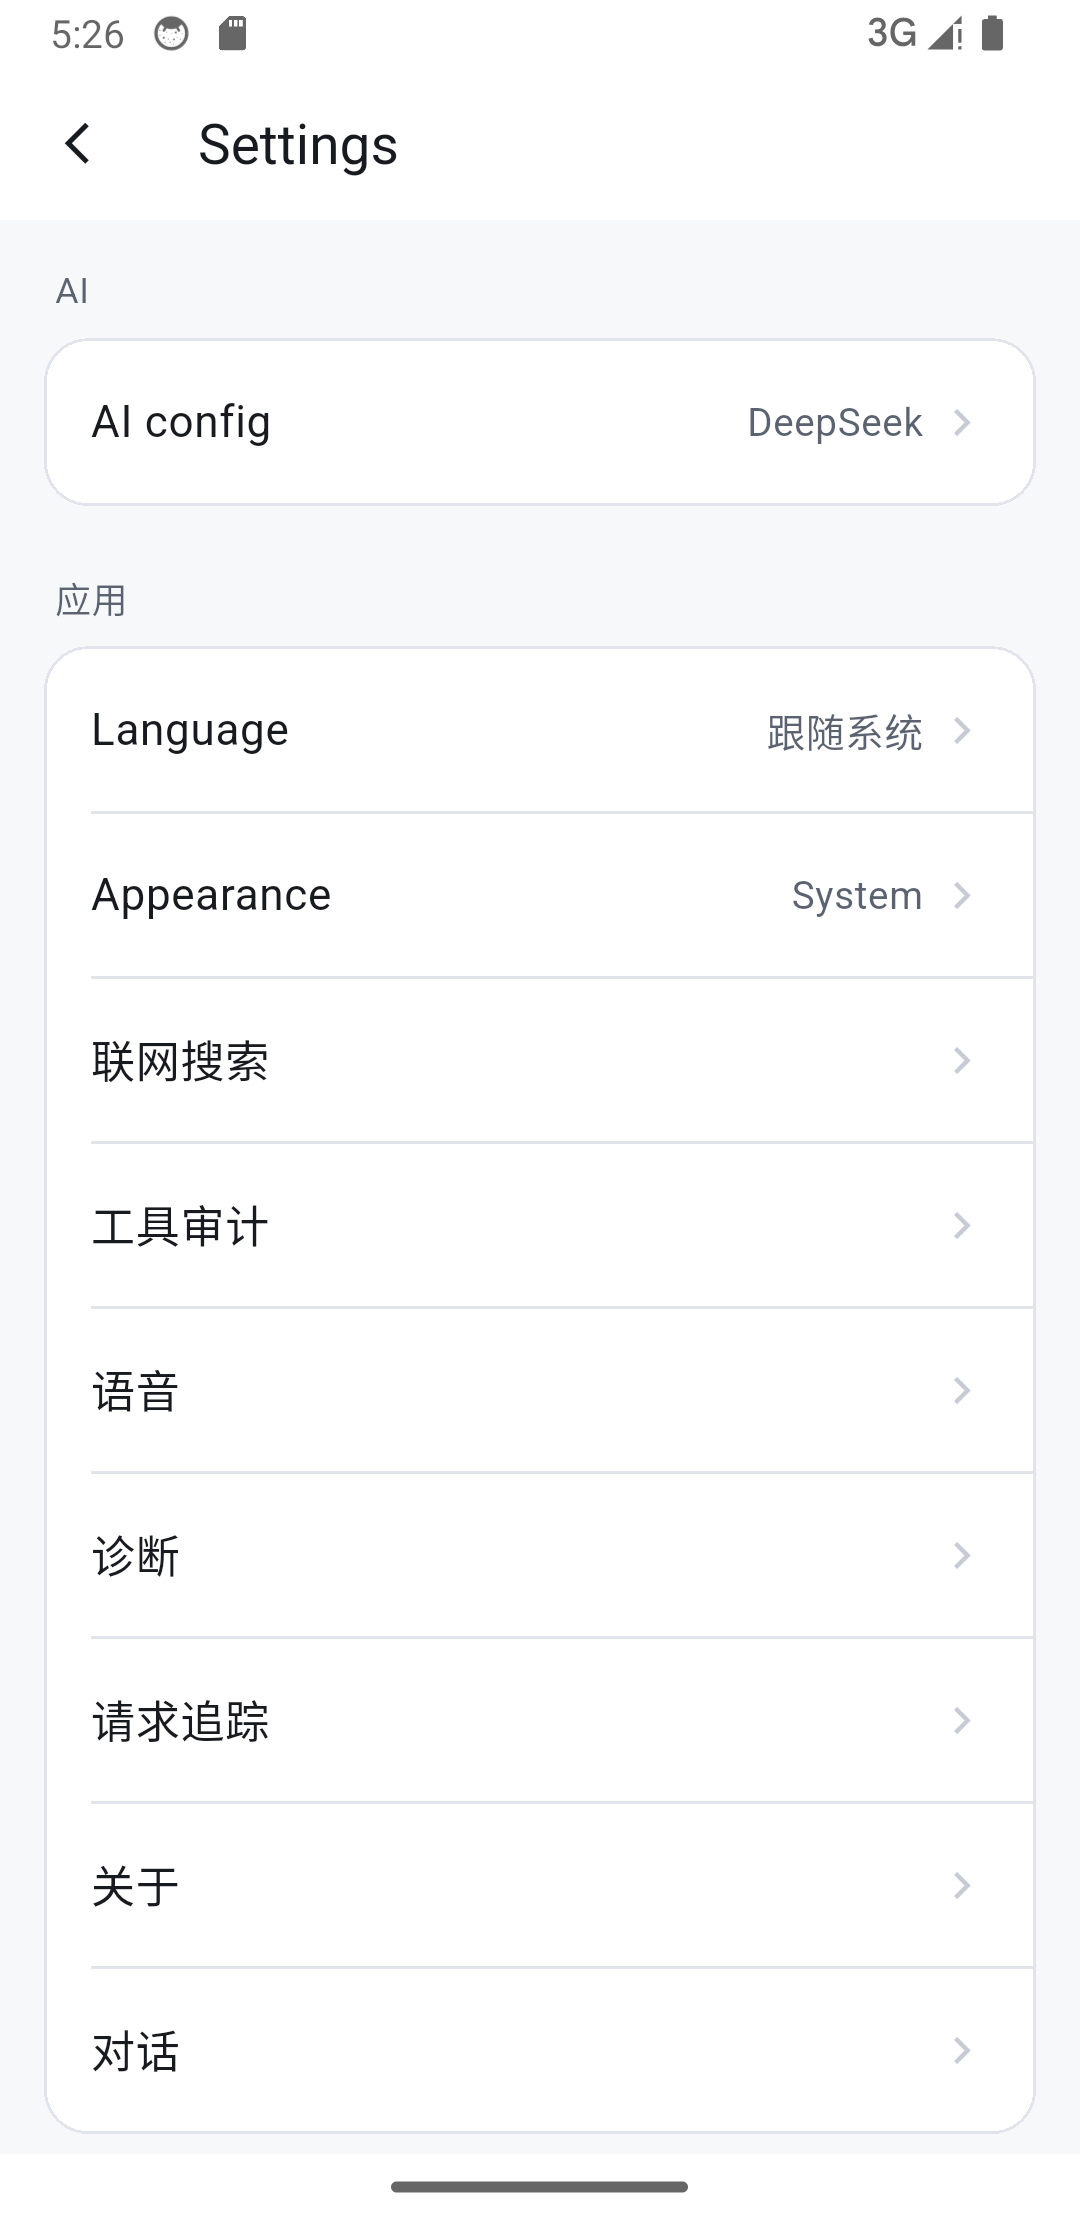 5:26
3G
Settings
AI
AI config
DeepSeek
应用
Language
跟随系统
Appearance
System
联网搜索
工具审计
语音
诊断
请求追踪
关于
对话